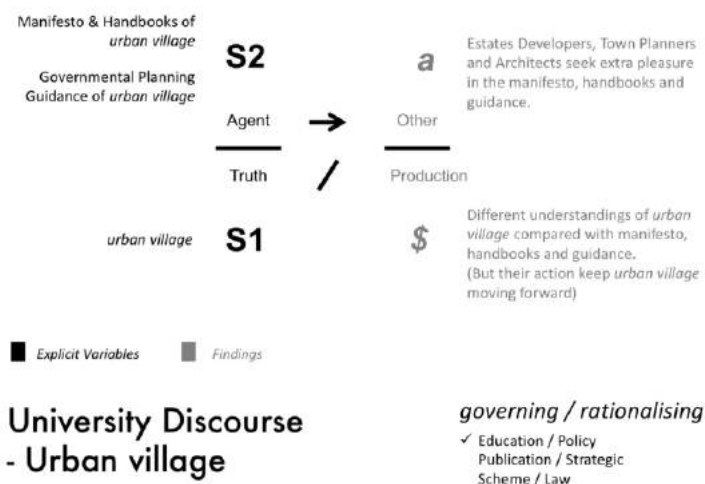 Manifesto & Handbooks of
urban village
Governmental Planning
Guidance of urban village
S2
a
Estates Developers, Town Planners
and Architects seek extra pleasure
in the manifesto, handbooks and
guidance.
Agent
Other
Truth
/
Production
urban village
S1
$
Different understandings of urban
village compared with manifesto,
handbooks and guidance.
(But their action keep urban village
moving forward)
Explicit Variables
Findings
University Discourse
- Urban village
governing / rationalising
✓ Education / Policy
Publication / Strategic
Scheme / Law